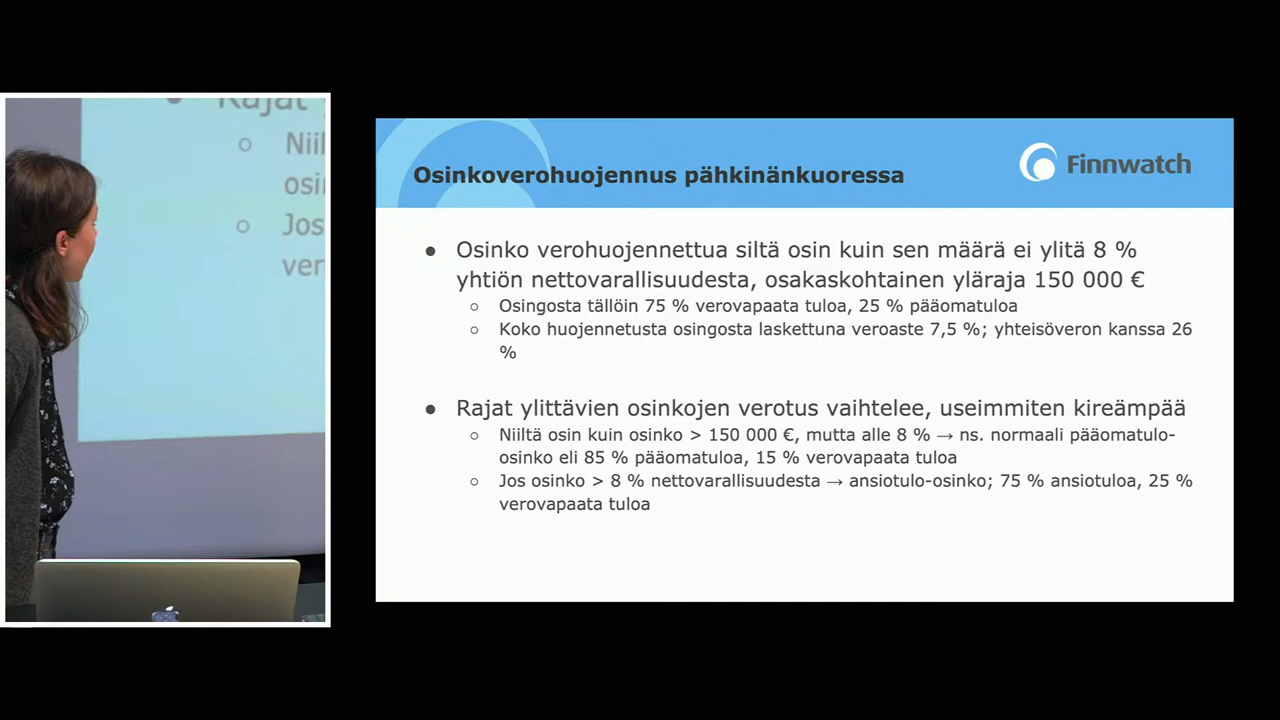 Rajat
Niil
osin
Jos
ver
Osinkoverohuojennus pähkinänkuoressa
Finnwatch
● Osinko verohuojennettua siltä osin kuin sen määrä ei ylitä 8 %
yhtiön nettovarallisuudesta, osakaskohtainen yläraja 150 000 €
○ Osingosta tällöin 75 % verovapaata tuloa, 25 % pääomatuloa
○ Koko huojennetusta osingosta laskettuna veroaste 7,5 %; yhteisöveron kanssa 26
%
● Rajat ylittävien osinkojen verotus vaihtelee, useimmiten kireämpää
○ Niiltä osin kuin osinko > 150 000 €, mutta alle 8 % → ns. normaali pääomatulo-
osinko eli 85 % pääomatuloa, 15 % verovapaata tuloa
○ Jos osinko > 8 % nettovarallisuudesta → ansiotulo-osinko; 75 % ansiotuloa, 25 %
verovapaata tuloa